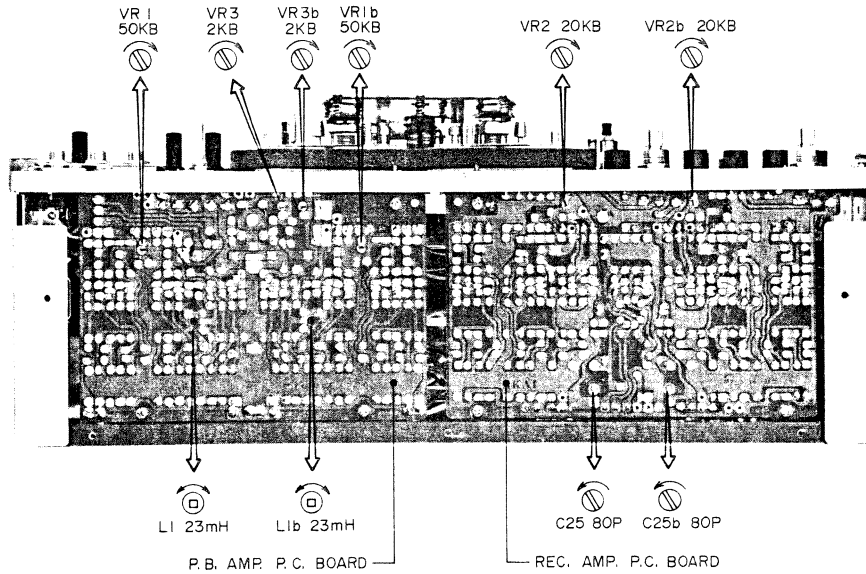 VR1 50KB
VR3 2KB
VR3b 2KB
VR1b 50KB
VR2 20KB
VR2b 20KB
L1 23mH
L1b 23mH
C25 80P
C25b 80P
P.B. AMP. P.C. BOARD
REC. AMP. P.C. BOARD